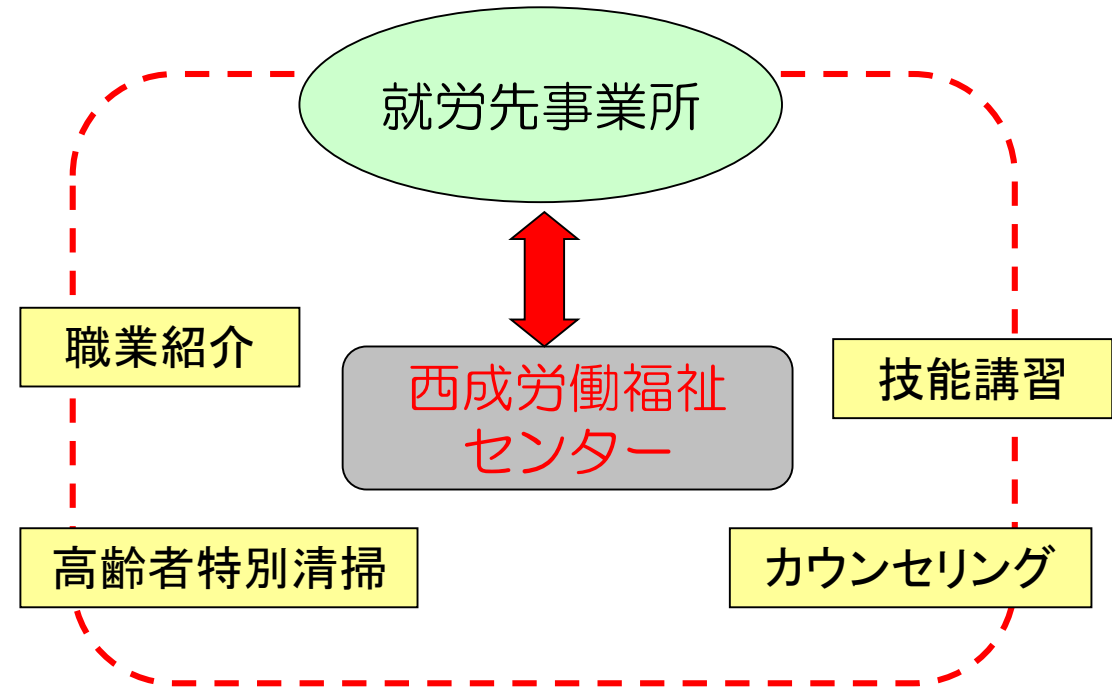 就労先事業所
職業紹介
西成労働福祉
センター
技能講習
高齢者特別清掃
カウンセリング